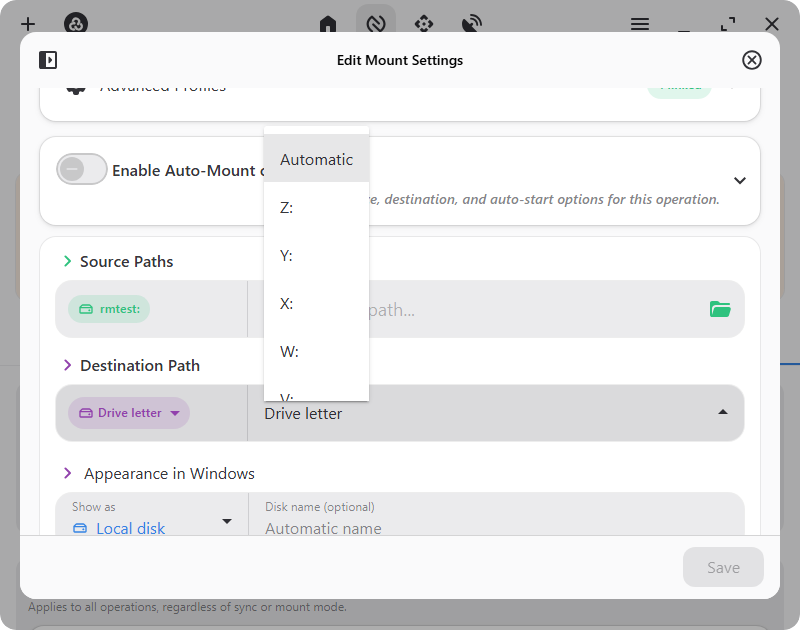 Edit Mount Settings
Advanced Profiles
Enable Auto-Mount
destination, and auto-start options for this operation.
Automatic
Z:
Y:
X:
W:
V:
Source Paths
rmtest:
path...
Destination Path
Drive letter
Drive letter
Appearance in Windows
Show as
Local disk
Disk name (optional)
Automatic name
Save
Applies to all operations, regardless of sync or mount mode.